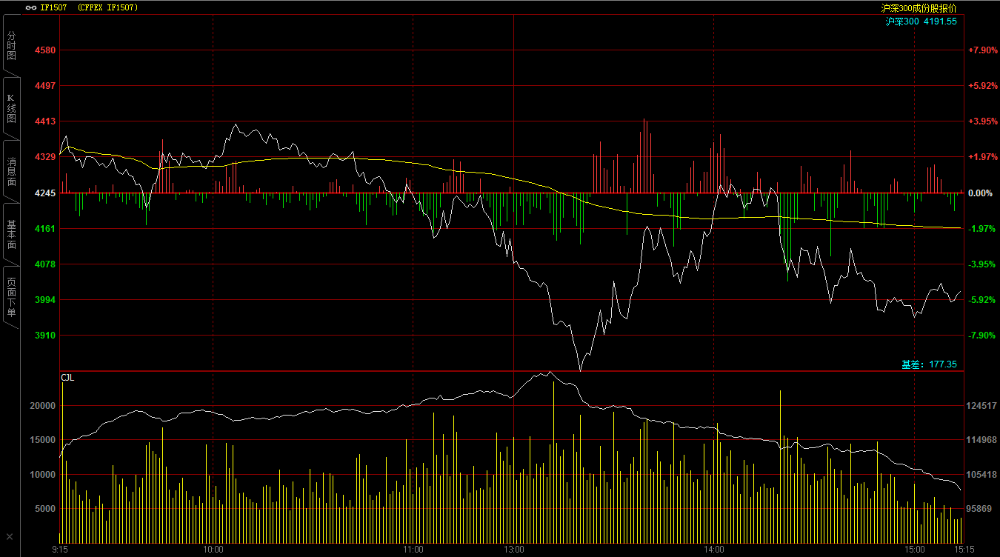 IF1507 (CFFEX IF1507)
沪深300成份股报价
沪深300 4191.55
分时图
K线图
消息面
基本面
页面下单
4580 +7.90%
4497 +5.92%
4413 +3.95%
4329 +1.97%
4245 0.00%
4161 -1.97%
4078 -3.95%
3994 -5.92%
3910 -7.90%
基差: 177.35
CJL
20000 124517
15000 114968
10000 105418
5000 95869
9:15 10:00 11:00 13:00 14:00 15:00 15:15